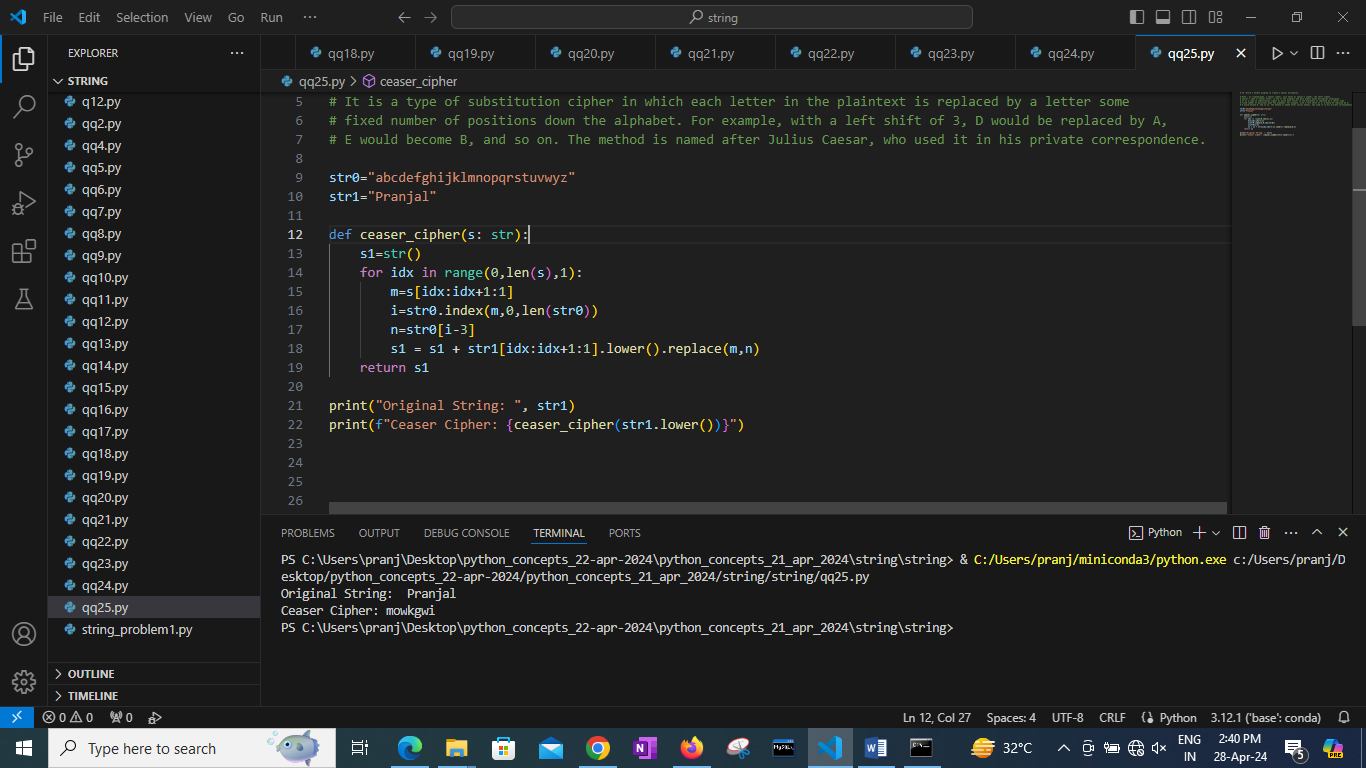 File Edit Selection View Go Run ··· string
EXPLORER ···
qq18.py qq19.py qq20.py qq21.py qq22.py qq23.py qq24.py qq25.py
STRING
qq25.py > ceaser_cipher
q12.py
qq2.py
qq4.py
qq5.py
qq6.py
qq7.py
qq8.py
qq9.py
qq10.py
qq11.py
qq12.py
qq13.py
qq14.py
qq15.py
qq16.py
qq17.py
qq18.py
qq19.py
qq20.py
qq21.py
qq22.py
qq23.py
qq24.py
qq25.py
string_problem1.py
OUTLINE
TIMELINE
5 # It is a type of substitution cipher in which each letter in the plaintext is replaced by a letter some
6 # fixed number of positions down the alphabet. For example, with a left shift of 3, D would be replaced by A,
7 # E would become B, and so on. The method is named after Julius Caesar, who used it in his private correspondence.
8
9 str0="abcdefghijklmnopqrstuvwyz"
10 str1="Pranjal"
11
12 def ceaser_cipher(s: str):
13     s1=str()
14     for idx in range(0,len(s),1):
15         m=s[idx:idx+1:1]
16         i=str0.index(m,0,len(str0))
17         n=str0[i-3]
18         s1 = s1 + str1[idx:idx+1:1].lower().replace(m,n)
19     return s1
20
21 print("Original String: ", str1)
22 print(f"Ceaser Cipher: {ceaser_cipher(str1.lower())}")
23
24
25
26
PROBLEMS OUTPUT DEBUG CONSOLE TERMINAL PORTS Python
PS C:\Users\pranj\Desktop\python_concepts_22-apr-2024\python_concepts_21_apr_2024\string\string> & C:/Users/pranj/miniconda3/python.exe c:/Users/pranj/D
esktop/python_concepts_22-apr-2024/python_concepts_21_apr_2024/string/string/qq25.py
Original String:  Pranjal
Ceaser Cipher: mowkgwi
PS C:\Users\pranj\Desktop\python_concepts_22-apr-2024\python_concepts_21_apr_2024\string\string>
0 0 0 Ln 12, Col 27 Spaces: 4 UTF-8 CRLF Python 3.12.1 ('base': conda)
Type here to search 32°C ENG IN 2:40 PM 28-Apr-24 5